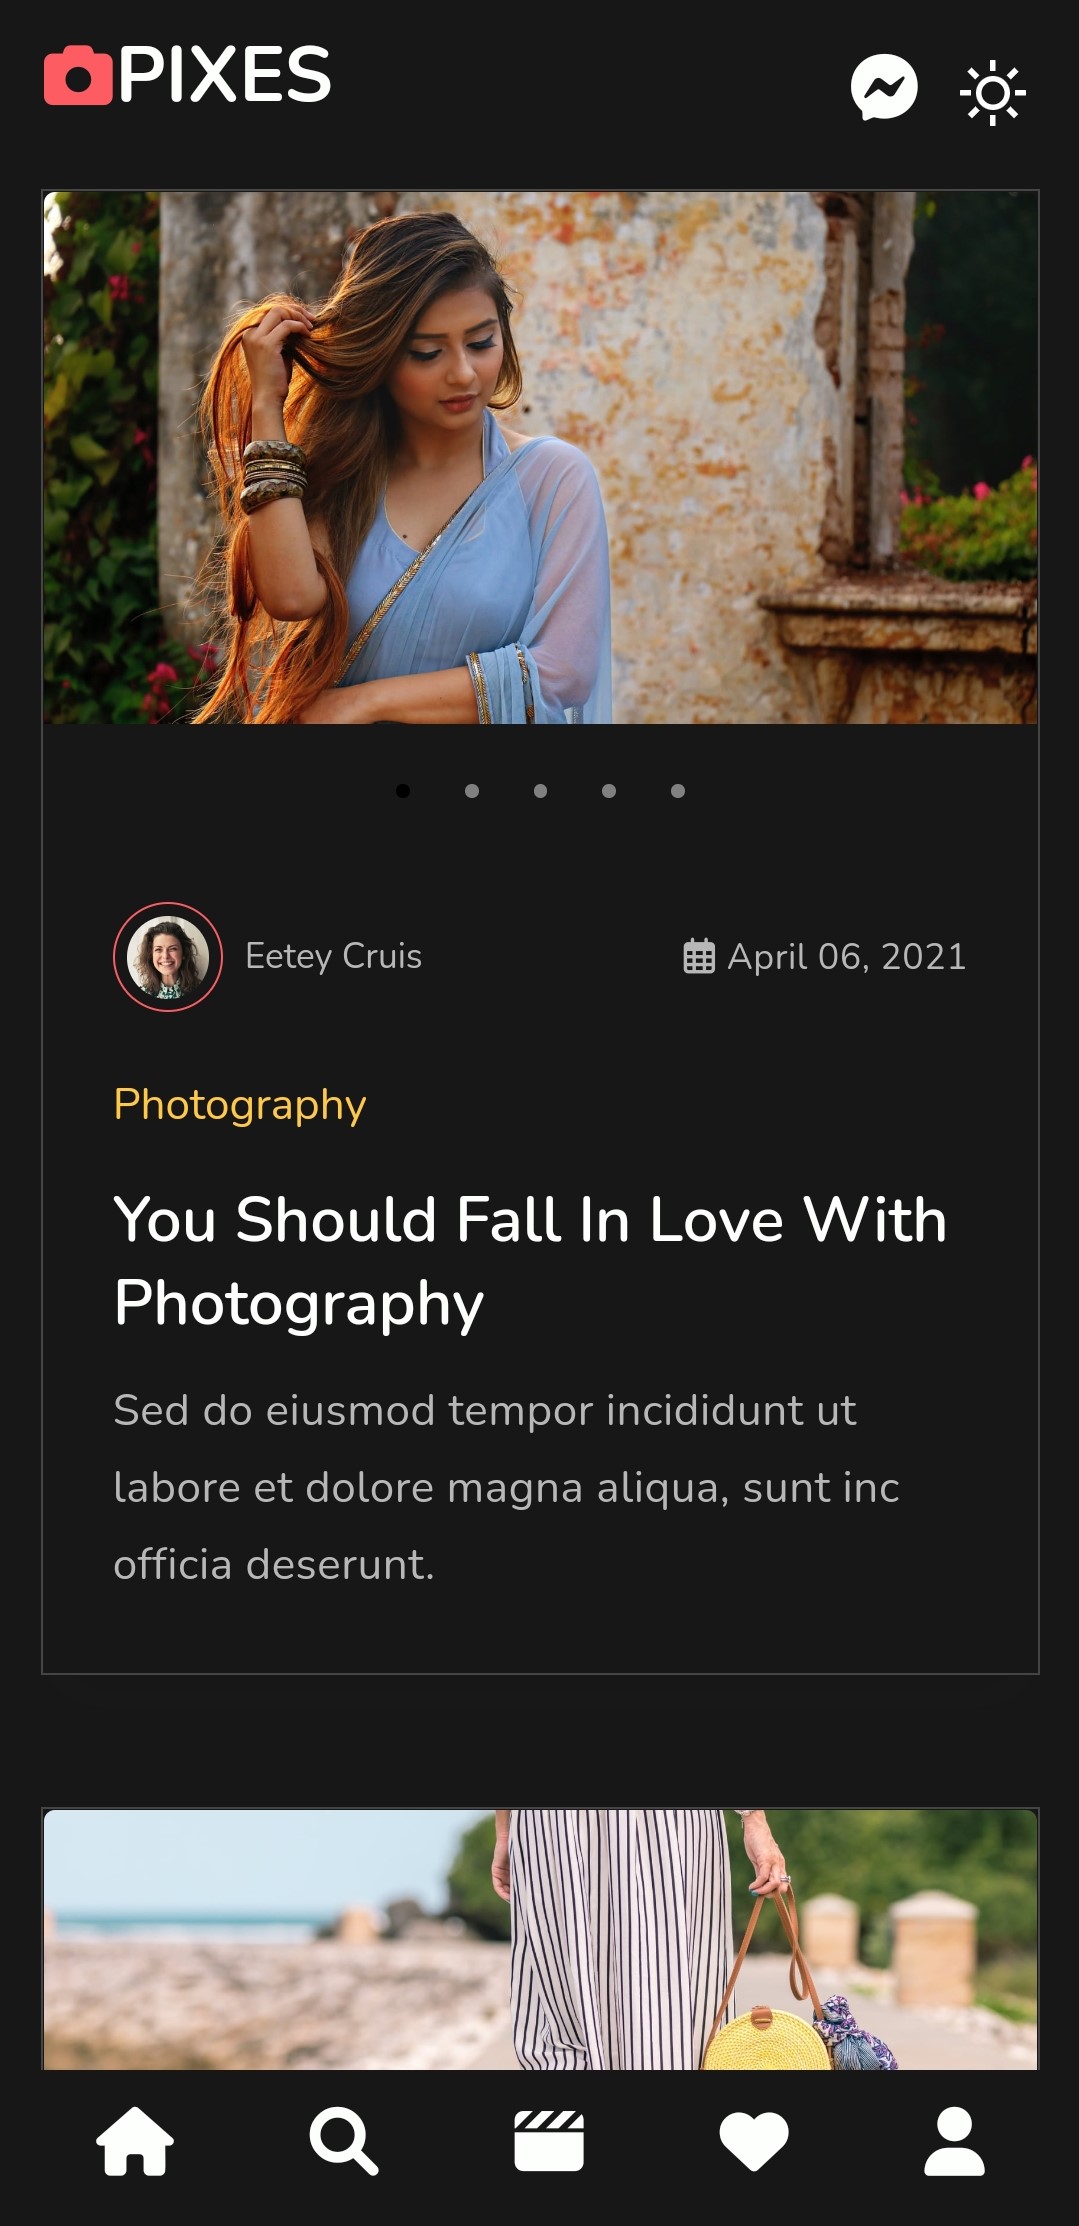 PIXES
Eetey Cruis
April 06, 2021
Photography
You Should Fall In Love With
Photography
Sed do eiusmod tempor incididunt ut
labore et dolore magna aliqua, sunt inc
officia deserunt.